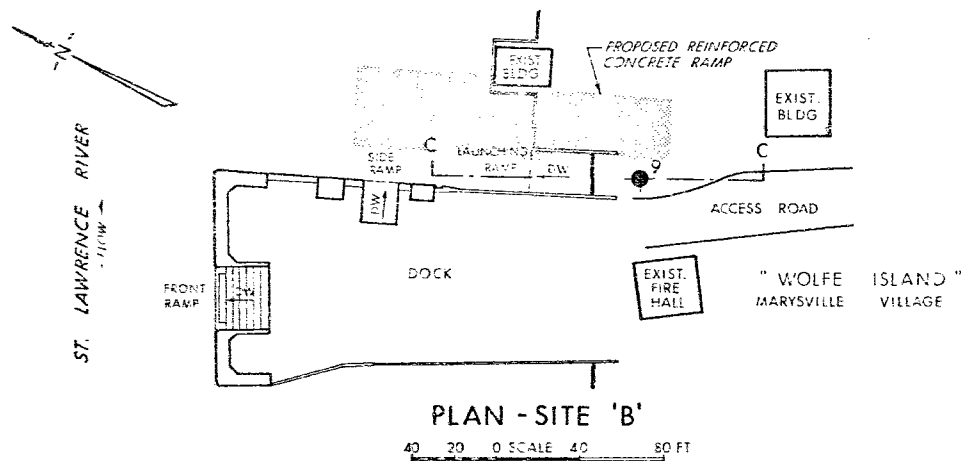 N
PROPOSED REINFORCED
CONCRETE RAMP
EXIST
BLDG
EXIST.
BLDG
C
C
SIDE
RAMP
LAUNCHING
RAMP
DW
9
DW
ACCESS ROAD
ST. LAWRENCE RIVER
FLOW
DOCK
FRONT
RAMP
EXIST.
FIRE
HALL
" WOLFE ISLAND "
MARYSVILLE VILLAGE
PLAN - SITE 'B'
40 20 0 SCALE 40 80 FT